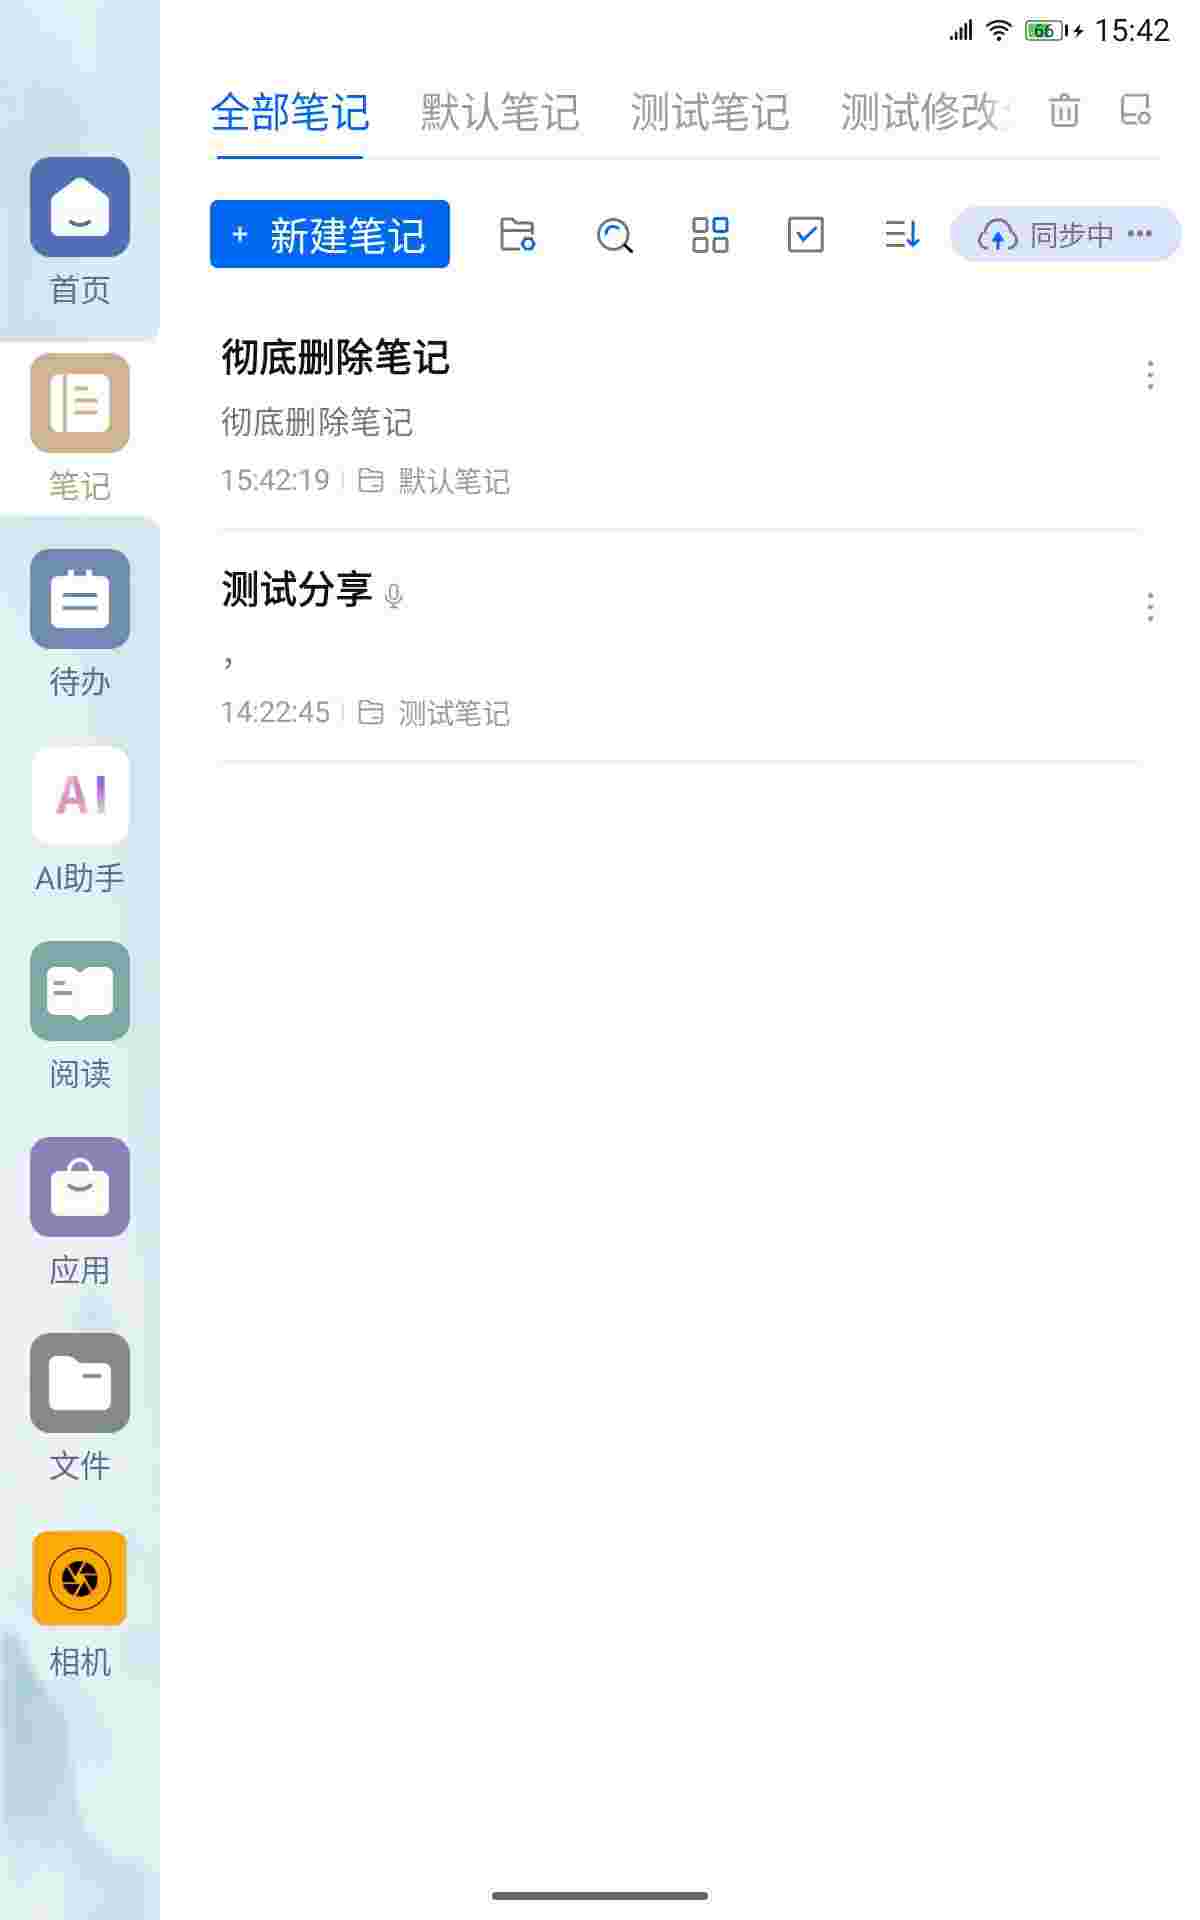 66 15:42
全部笔记 默认笔记 测试笔记 测试修改
+ 新建笔记 同步中 ···
首页
笔记
待办
AI
AI助手
阅读
应用
文件
相机
彻底删除笔记
彻底删除笔记
15:42:19 默认笔记
测试分享
，
14:22:45 测试笔记